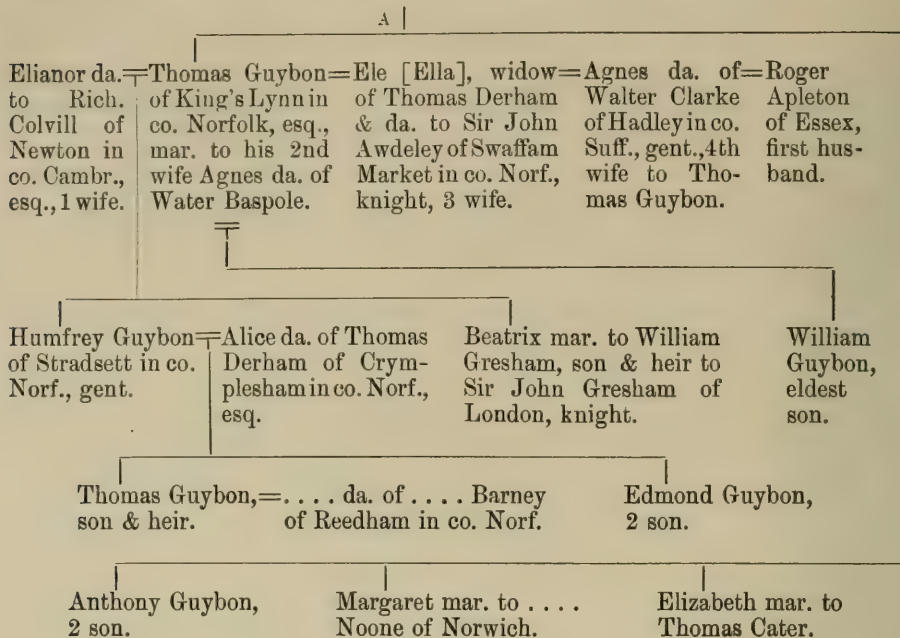 A
Elianor da.
to Rich.
Colvill of
Newton in
co. Cambr.,
esq., 1 wife.
Thomas Guybon=
of King's Lynn in
co. Norfolk, esq.,
mar. to his 2nd
wife Agnes da. of
Water Baspole.
Ele [Ella], widow=
of Thomas Derham
& da. to Sir John
Awdeley of Swaffam
Market in co. Norf.,
knight, 3 wife.
Agnes da. of=
Walter Clarke
of Hadley in co.
Suff., gent., 4th
wife to Tho-
mas Guybon.
Roger
Apleton
of Essex,
first hus-
band.
Humfrey Guybon
of Stradsett in co.
Norf., gent.
Alice da. of Thomas
Derham of Crym-
plesham in co. Norf.,
esq.
Beatrix mar. to William
Gresham, son & heir to
Sir John Gresham of
London, knight.
William
Guybon,
eldest
son.
Thomas Guybon,=
son & heir.
. . . . da. of . . . . Barney
of Reedham in co. Norf.
Edmond Guybon,
2 son.
Anthony Guybon,
2 son.
Margaret mar. to . . . .
Noone of Norwich.
Elizabeth mar. to
Thomas Cater.